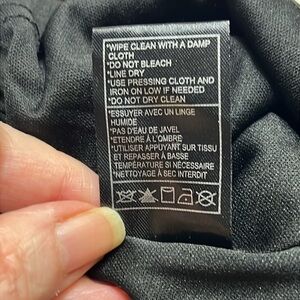 *WIPE CLEAN WITH A DAMP
CLOTH
*DO NOT BLEACH
*LINE DRY
*USE PRESSING CLOTH AND
IRON ON LOW IF NEEDED
*DO NOT DRY CLEAN
*ESSUYER AVEC UN LINGE
HUMIDE
*PAS D'EAU DE JAVEL
*ETENDRE À L'OMBRE
*UTILISER APPUYANT SUR TISSU
ET REPASSER À BASSE
TEMPÉRATURE SI NECESSAIRE
*NETTOYAGE À SEC INTERDIT